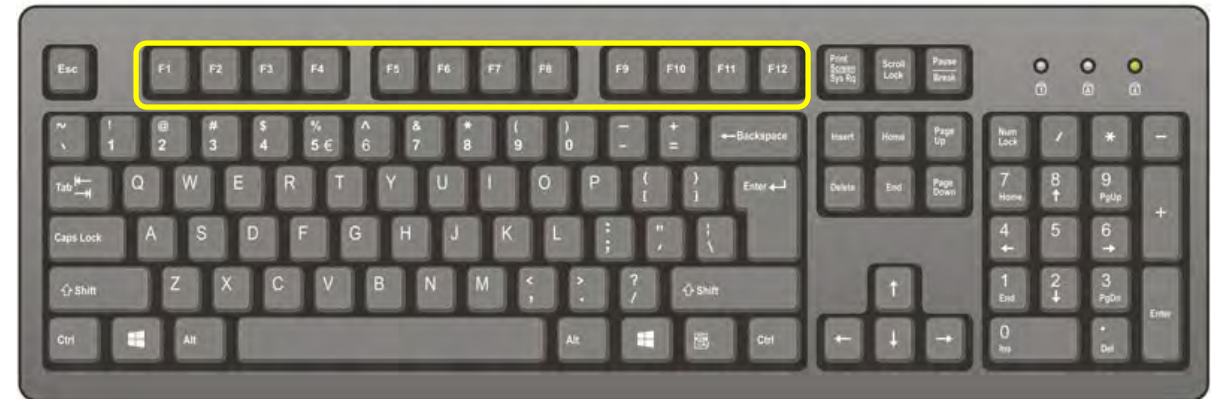 Esc F1 F2 F3 F4 F5 F6 F7 F8 F9 F10 F11 F12 Print Screen Sys Rq Scroll Lock Pause Break
1 A
~ ! @ # $ % ^ & * ( ) — + ←Backspace Insert Home Page Up Num Lock / * –
\ 1 2 3 4 5 € 6 7 8 9 0 - =
Tab Q W E R T Y U I O P { [ } ] Enter Delete End Page Down 7 Home 8 ↑ 9 PgUp +
Caps Lock A S D F G H J K L : ; " ' ¦ \ 4 ← 5 6 →
⇧ Shift Z X C V B N M < , > . ? / ⇧ Shift ↑ 1 End 2 ↓ 3 PgDn Enter
Ctrl Alt Alt Ctrl ← ↓ → 0 Ins . Del